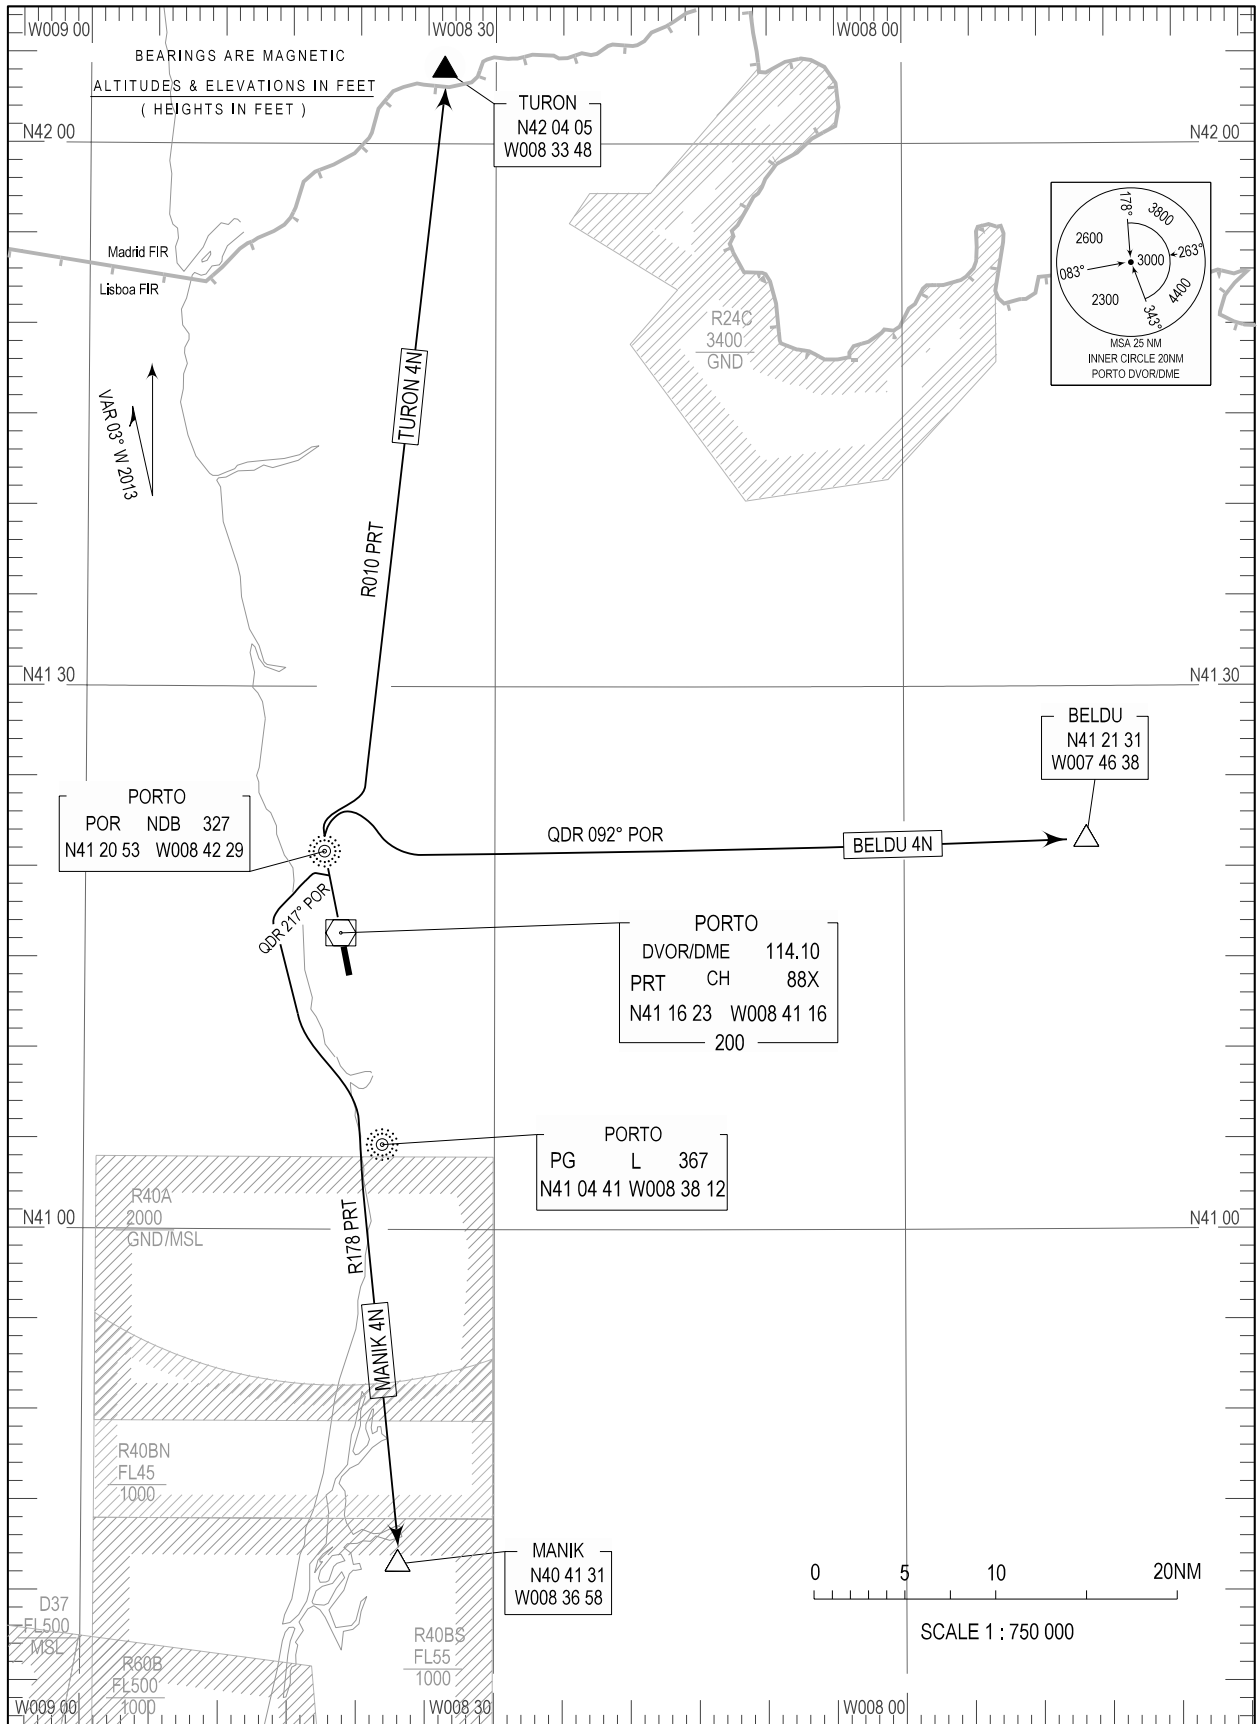 W009 00
W008 30
W008 00
BEARINGS ARE MAGNETIC
ALTITUDES & ELEVATIONS IN FEET
( HEIGHTS IN FEET )
TURON
N42 04 05
W008 33 48
N42 00
N42 00
178°
3800
2600
263°
3000
083°
2300
4400
343°
MSA 25 NM
INNER CIRCLE 20NM
PORTO DVOR/DME
Madrid FIR
Lisboa FIR
R24C
3400
GND
VAR 03° W 2013
TURON 4N
R010 PRT
N41 30
N41 30
BELDU
N41 21 31
W007 46 38
PORTO
POR NDB 327
N41 20 53 W008 42 29
QDR 092° POR
BELDU 4N
QDR 217° POR
PORTO
DVOR/DME 114.10
PRT CH 88X
N41 16 23 W008 41 16
200
PORTO
PG L 367
N41 04 41 W008 38 12
R40A
2000
GND/MSL
N41 00
N41 00
R178 PRT
MANIK 4N
R40BN
FL45
1000
MANIK
N40 41 31
W008 36 58
0 5 10 20NM
SCALE 1 : 750 000
D37
FL500
MSL
R40BS
FL55
1000
R60B
FL500
1000
W009 00
W008 30
W008 00